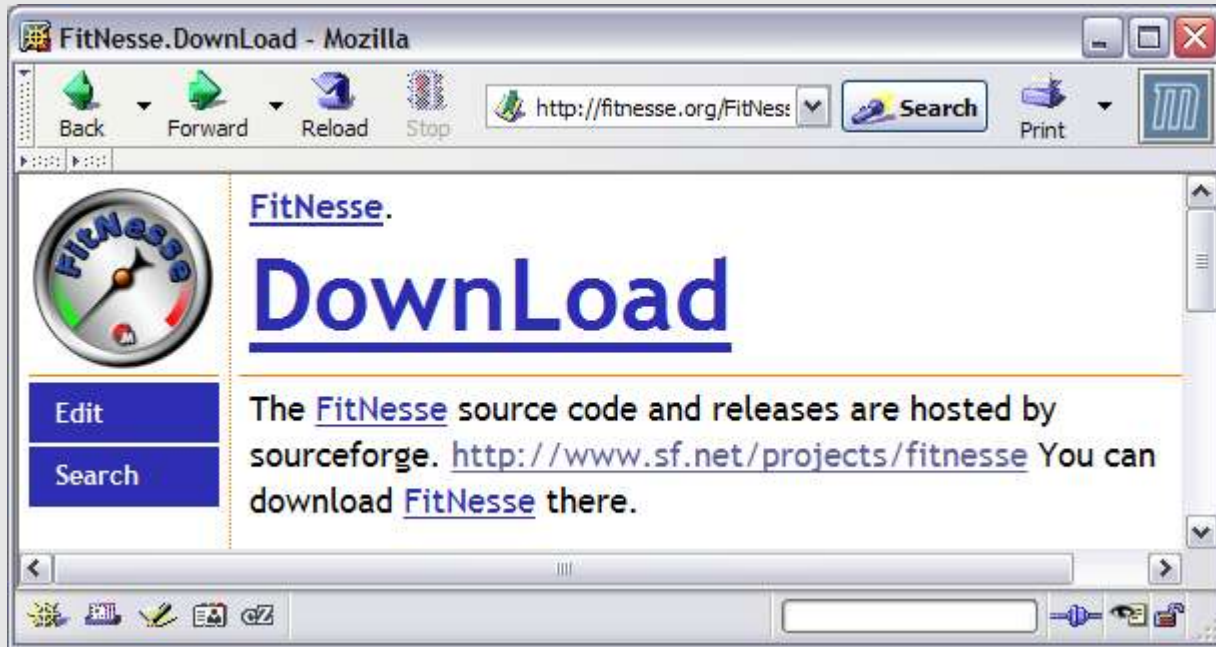 FitNesse.DownLoad - Mozilla
Back
Forward
Reload
Stop
http://fitnesse.org/FitNess
Search
Print
FitNesse
FitNesse.
DownLoad
Edit
Search
The FitNesse source code and releases are hosted by
sourceforge. http://www.sf.net/projects/fitnesse You can
download FitNesse there.
cZ